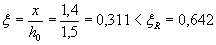 ξ = x/h₀ = 1,4/1,5 = 0,311 < ξ_R = 0,642